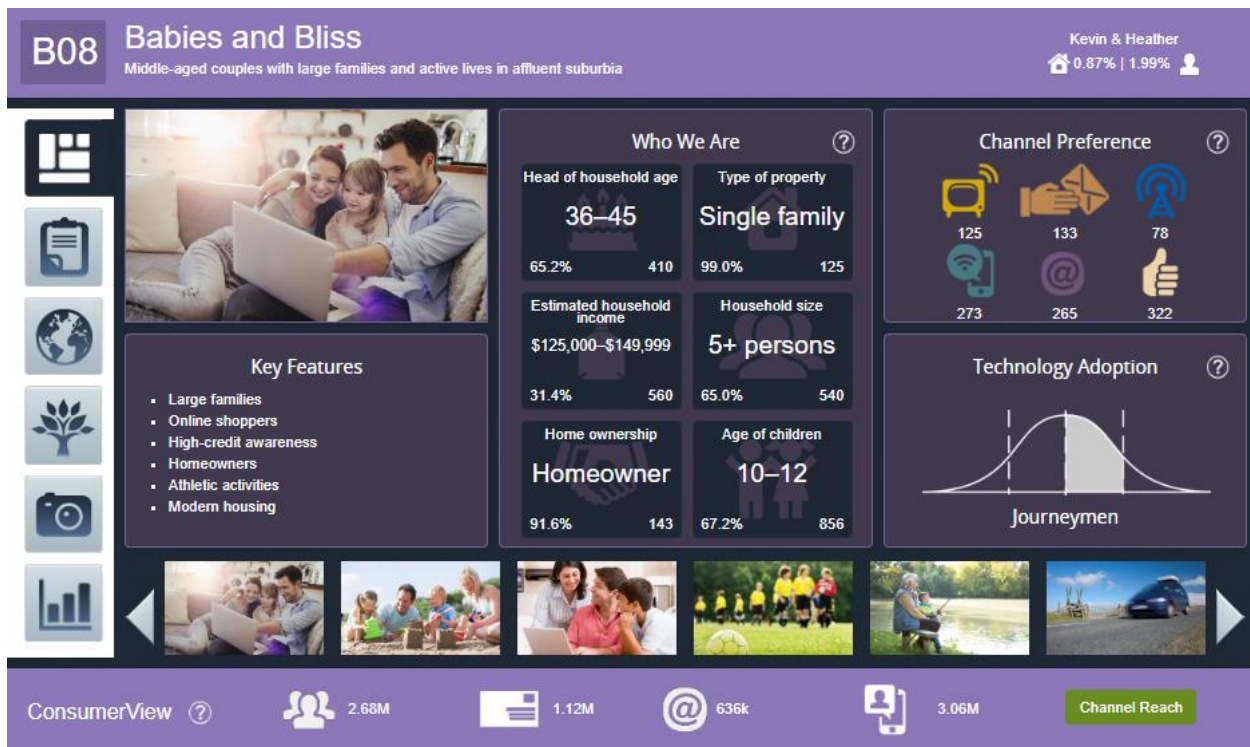 B08
Babies and Bliss
Middle-aged couples with large families and active lives in affluent suburbia
Kevin & Heather
0.87% | 1.99%
Key Features
Large families
Online shoppers
High-credit awareness
Homeowners
Athletic activities
Modern housing
Who We Are
?
Head of household age
36–45
65.2% 410
Type of property
Single family
99.0% 125
Estimated household
income
$125,000–$149,999
31.4% 560
Household size
5+ persons
65.0% 540
Home ownership
Homeowner
91.6% 143
Age of children
10–12
67.2% 856
Channel Preference
?
125 133 78
@
273 265 322
Technology Adoption
?
Journeymen
ConsumerView ?
2.68M
1.12M
@ 636k
3.06M
Channel Reach